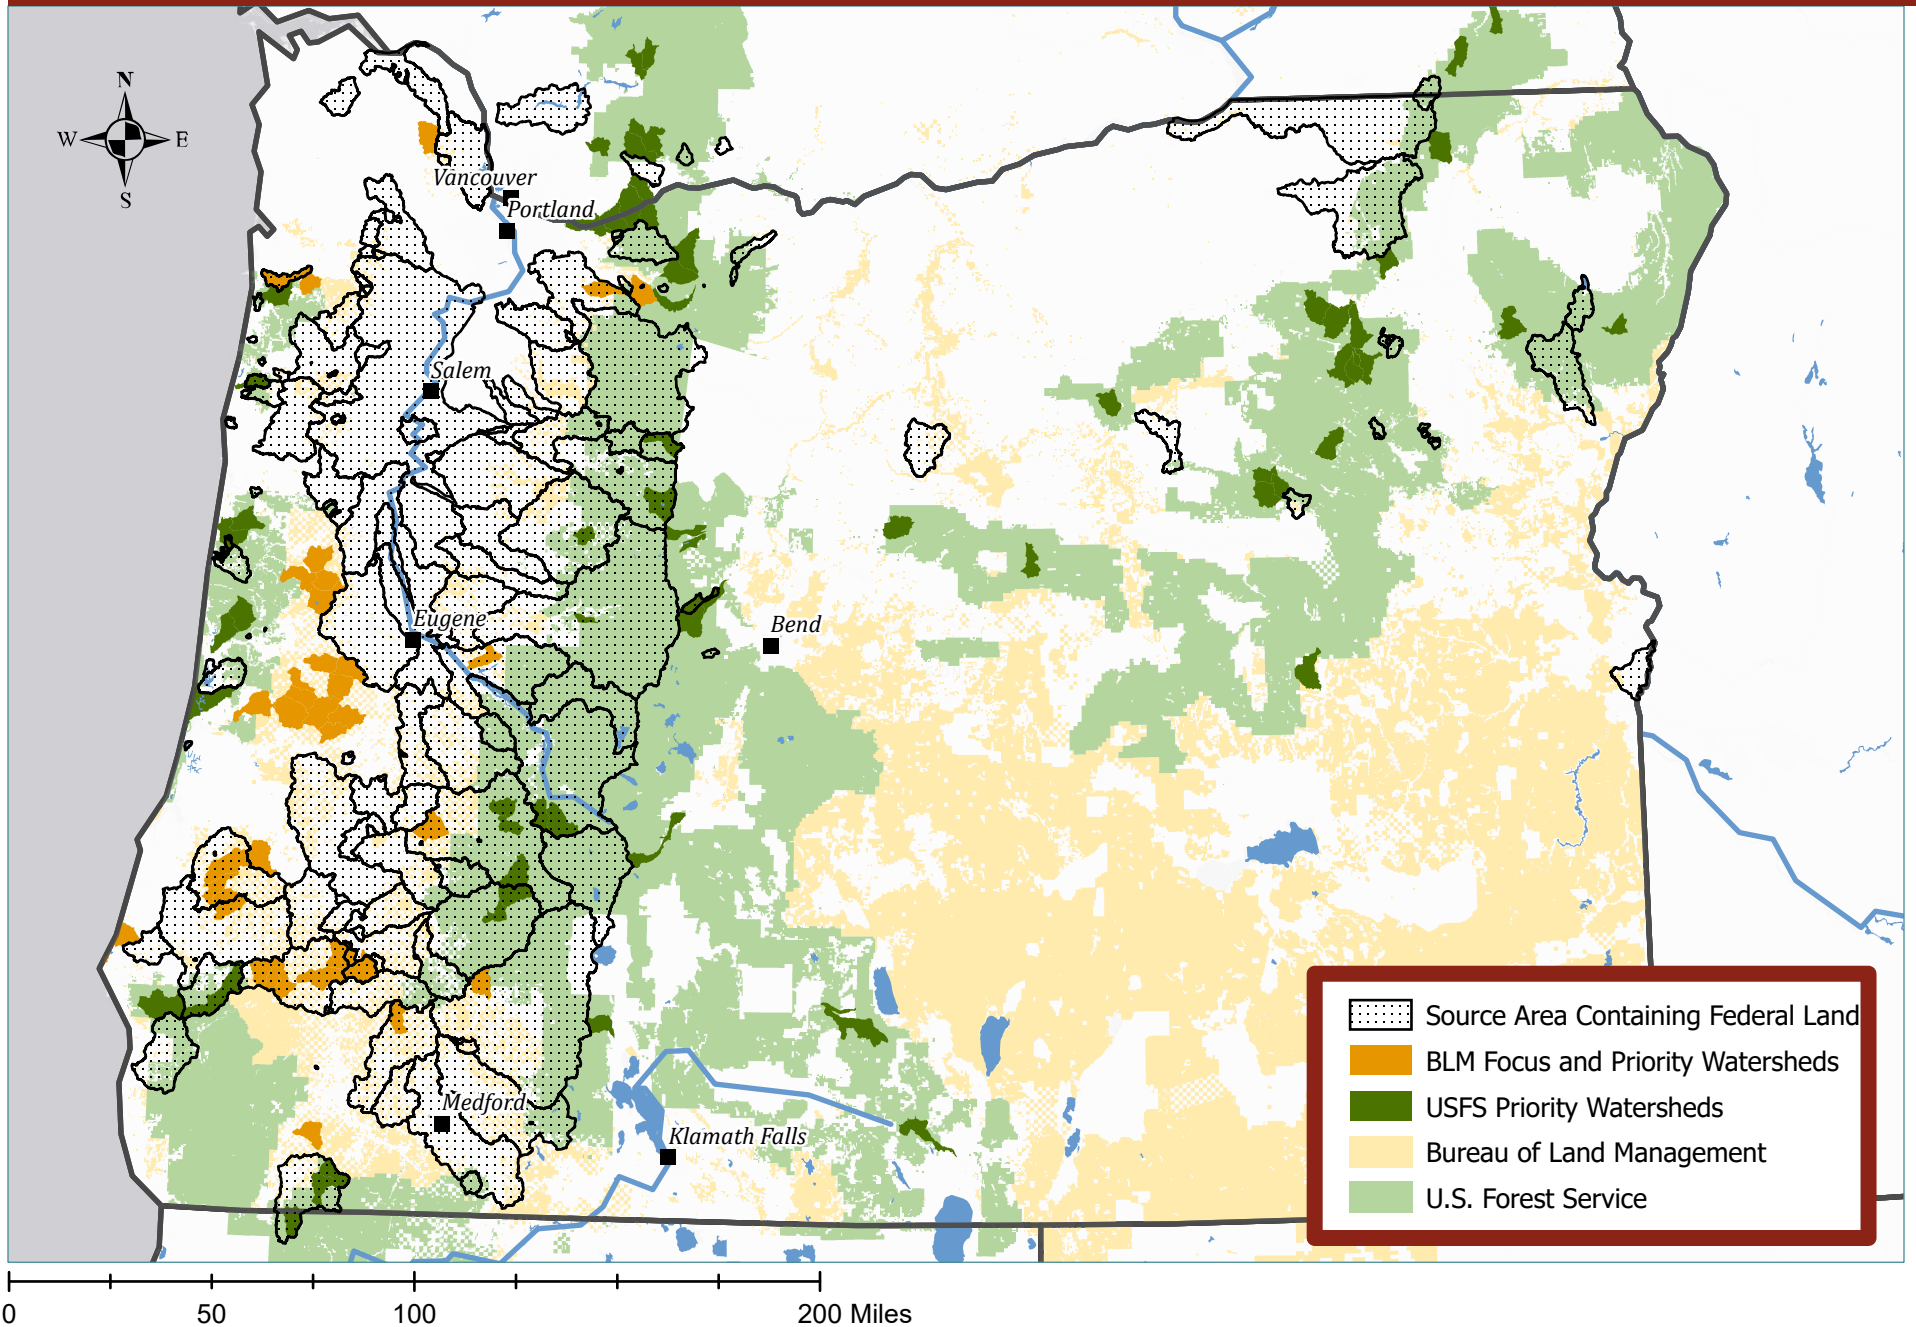 N
W
E
S
Vancouver
Portland
Salem
Eugene
Bend
Medford
Klamath Falls
Source Area Containing Federal Land
BLM Focus and Priority Watersheds
USFS Priority Watersheds
Bureau of Land Management
U.S. Forest Service
0 50 100 200 Miles